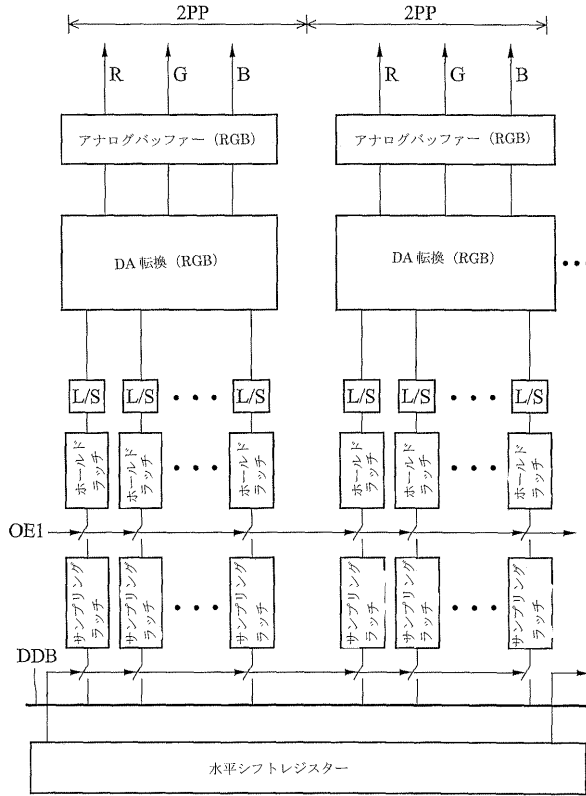 2PP 2PP
R G B R G B
アナログバッファー (RGB) アナログバッファー (RGB)
DA 転換 (RGB) DA 転換 (RGB)
L/S L/S L/S L/S L/S L/S
ホールドラッチ ホールドラッチ ホールドラッチ ホールドラッチ ホールドラッチ ホールドラッチ
OE1
サンプリングラッチ サンプリングラッチ サンプリングラッチ サンプリングラッチ サンプリングラッチ サンプリングラッチ
DDB
水平シフトレジスター